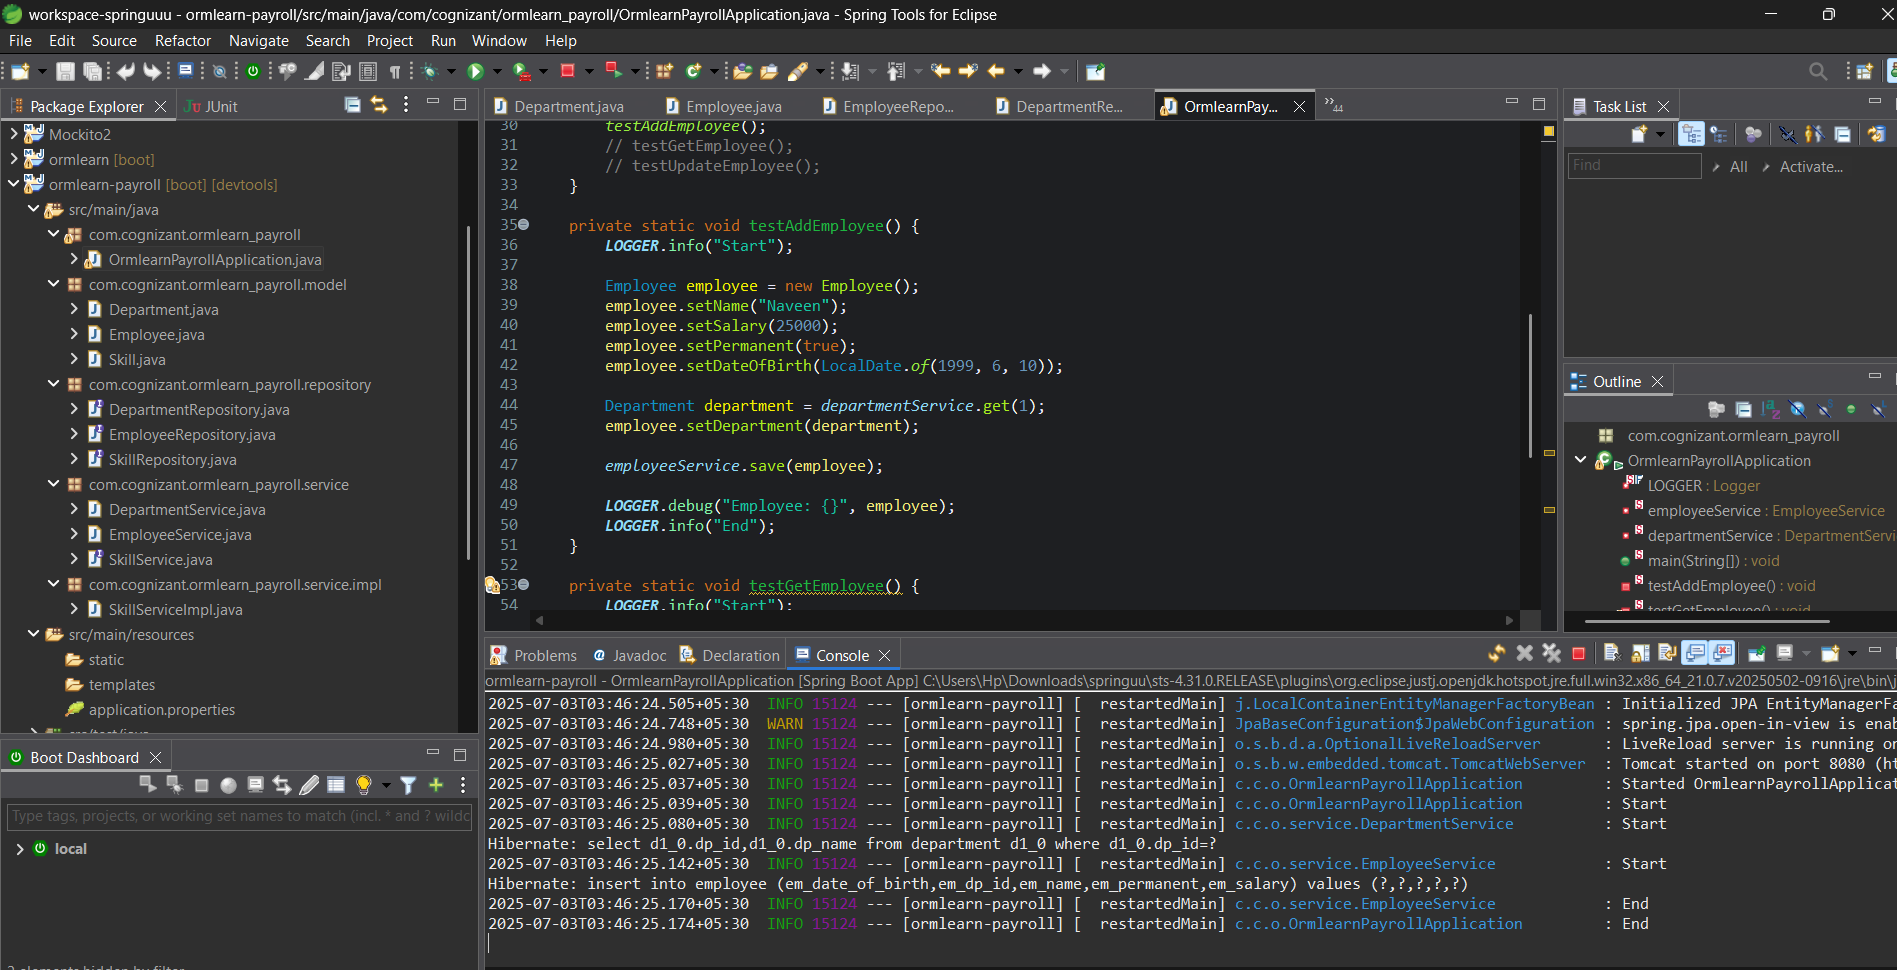 workspace-springuuu - ormlearn-payroll/src/main/java/com/cognizant/ormlearn_payroll/OrmlearnPayrollApplication.java - Spring Tools for Eclipse
File Edit Source Refactor Navigate Search Project Run Window Help
Package Explorer
JUnit
Mockito2
ormlearn [boot]
ormlearn-payroll [boot] [devtools]
src/main/java
com.cognizant.ormlearn_payroll
OrmlearnPayrollApplication.java
com.cognizant.ormlearn_payroll.model
Department.java
Employee.java
Skill.java
com.cognizant.ormlearn_payroll.repository
DepartmentRepository.java
EmployeeRepository.java
SkillRepository.java
com.cognizant.ormlearn_payroll.service
DepartmentService.java
EmployeeService.java
SkillService.java
com.cognizant.ormlearn_payroll.service.impl
SkillServiceImpl.java
src/main/resources
static
templates
application.properties
Boot Dashboard
Type tags, projects, or working set names to match (incl. * and ? wildc
local
Department.java
Employee.java
EmployeeRepo...
DepartmentRe...
OrmlearnPay...
44
30 testAddEmployee();
31 // testGetEmployee();
32 // testUpdateEmployee();
33 }
34
35 private static void testAddEmployee() {
36 LOGGER.info("Start");
37
38 Employee employee = new Employee();
39 employee.setName("Naveen");
40 employee.setSalary(25000);
41 employee.setPermanent(true);
42 employee.setDateOfBirth(LocalDate.of(1999, 6, 10));
43
44 Department department = departmentService.get(1);
45 employee.setDepartment(department);
46
47 employeeService.save(employee);
48
49 LOGGER.debug("Employee: {}", employee);
50 LOGGER.info("End");
51 }
52
53 private static void testGetEmployee() {
54 LOGGER.info("Start");
Task List
Find
All
Activate...
Outline
com.cognizant.ormlearn_payroll
OrmlearnPayrollApplication
LOGGER : Logger
employeeService : EmployeeService
departmentService : DepartmentServi
main(String[]) : void
testAddEmployee() : void
testGetEmployee() : void
Problems
@ Javadoc
Declaration
Console
ormlearn-payroll - OrmlearnPayrollApplication [Spring Boot App] C:\Users\Hp\Downloads\springuu\sts-4.31.0.RELEASE\plugins\org.eclipse.justj.openjdk.hotspot.jre.full.win32.x86_64_21.0.7.v20250502-0916\jre\bin\j
2025-07-03T03:46:24.505+05:30 INFO 15124 --- [ormlearn-payroll] [ restartedMain] j.LocalContainerEntityManagerFactoryBean : Initialized JPA EntityManagerFa
2025-07-03T03:46:24.748+05:30 WARN 15124 --- [ormlearn-payroll] [ restartedMain] JpaBaseConfiguration$JpaWebConfiguration : spring.jpa.open-in-view is enab
2025-07-03T03:46:24.980+05:30 INFO 15124 --- [ormlearn-payroll] [ restartedMain] o.s.b.d.a.OptionalLiveReloadServer : LiveReload server is running on
2025-07-03T03:46:25.027+05:30 INFO 15124 --- [ormlearn-payroll] [ restartedMain] o.s.b.w.embedded.tomcat.TomcatWebServer : Tomcat started on port 8080 (ht
2025-07-03T03:46:25.037+05:30 INFO 15124 --- [ormlearn-payroll] [ restartedMain] c.c.o.OrmlearnPayrollApplication : Started OrmlearnPayrollApplicat
2025-07-03T03:46:25.039+05:30 INFO 15124 --- [ormlearn-payroll] [ restartedMain] c.c.o.OrmlearnPayrollApplication : Start
2025-07-03T03:46:25.080+05:30 INFO 15124 --- [ormlearn-payroll] [ restartedMain] c.c.o.service.DepartmentService : Start
Hibernate: select d1_0.dp_id,d1_0.dp_name from department d1_0 where d1_0.dp_id=?
2025-07-03T03:46:25.142+05:30 INFO 15124 --- [ormlearn-payroll] [ restartedMain] c.c.o.service.EmployeeService : Start
Hibernate: insert into employee (em_date_of_birth,em_dp_id,em_name,em_permanent,em_salary) values (?,?,?,?,?)
2025-07-03T03:46:25.170+05:30 INFO 15124 --- [ormlearn-payroll] [ restartedMain] c.c.o.service.EmployeeService : End
2025-07-03T03:46:25.174+05:30 INFO 15124 --- [ormlearn-payroll] [ restartedMain] c.c.o.OrmlearnPayrollApplication : End